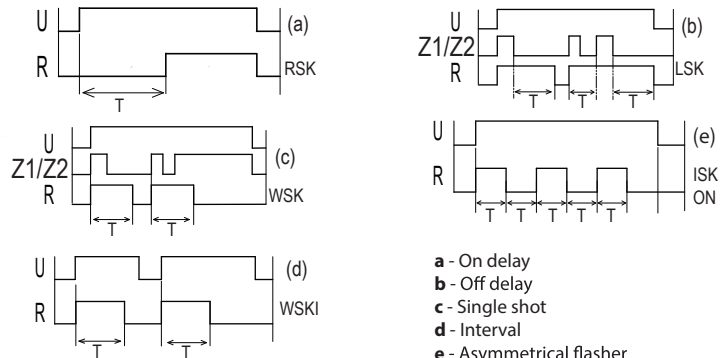 U
(a)
R
RSK
T
U
(b)
Z1/Z2
R
LSK
T T T
U
(c)
Z1/Z2
R
WSK
T T
U
(e)
R
ISK
ON
T T T T T
U
(d)
R
WSKI
T T
a - On delay
b - Off delay
c - Single shot
d - Interval
e - Asymmetrical flasher